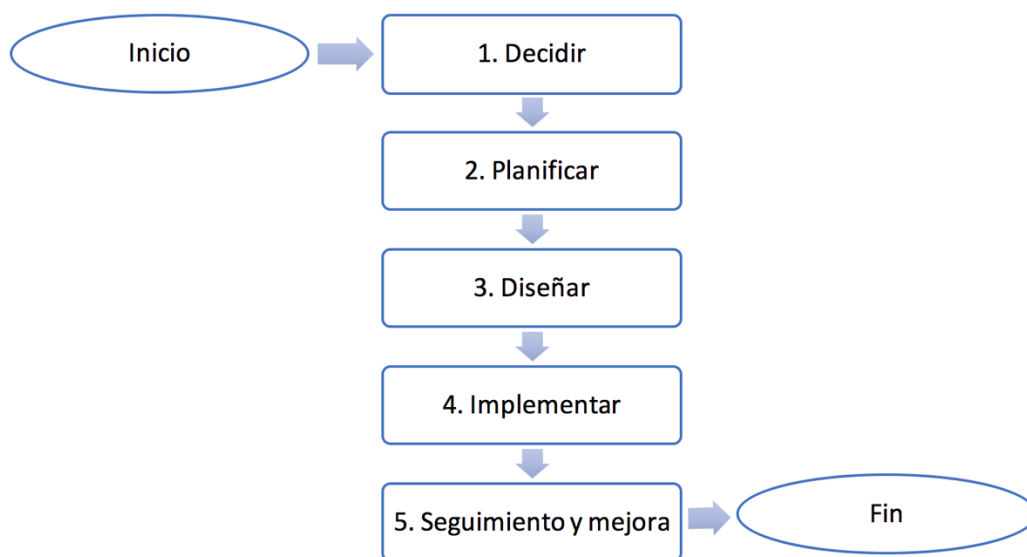 Inicio
1. Decidir
2. Planificar
3. Diseñar
4. Implementar
5. Seguimiento y mejora
Fin